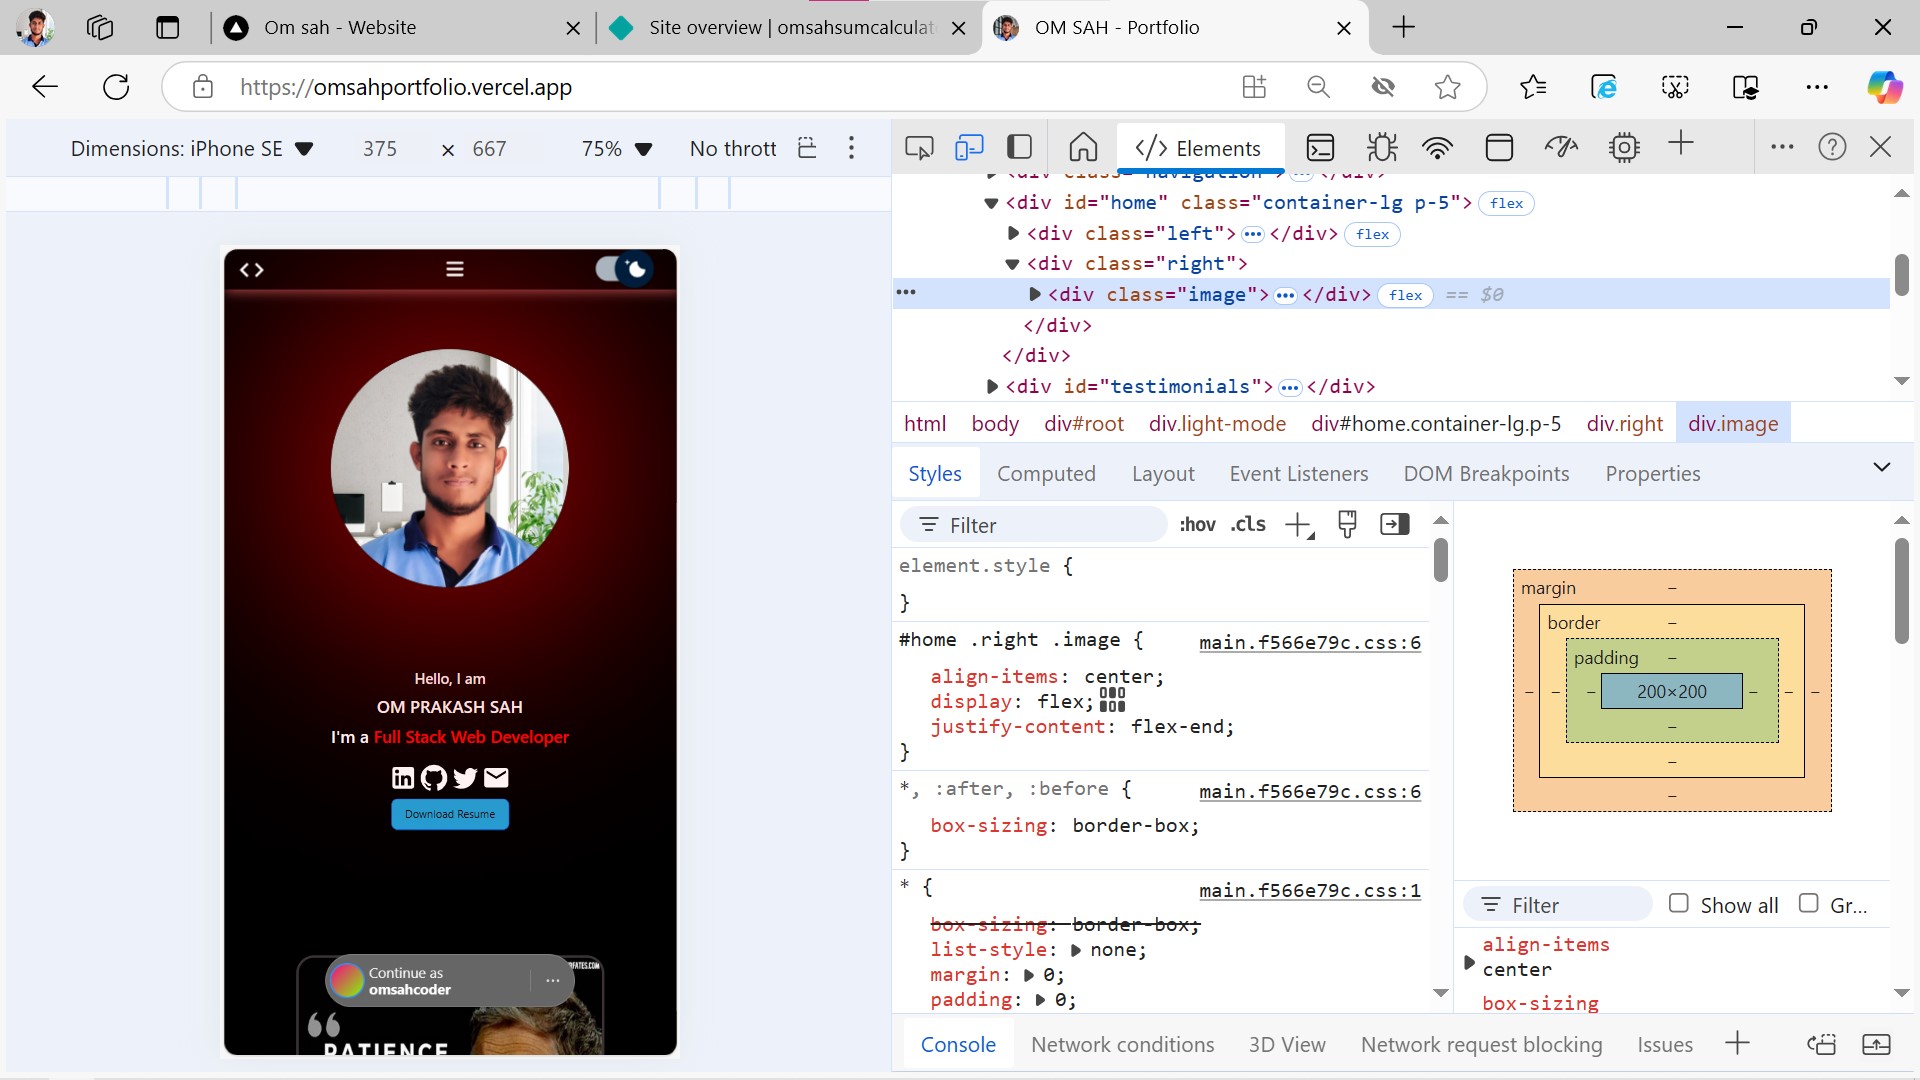 Om sah - Website
Site overview | omsahsumcalculat
OM SAH - Portfolio
https://omsahportfolio.vercel.app
Dimensions: iPhone SE
375 × 667
75%
No thrott
Elements
<div class="navigation">…</div>
<div id="home" class="container-lg p-5"> flex
<div class="left">…</div> flex
<div class="right">
<div class="image">…</div> flex == $0
</div>
</div>
<div id="testimonials">…</div>
html body div#root div.light-mode div#home.container-lg.p-5 div.right div.image
Styles Computed Layout Event Listeners DOM Breakpoints Properties
Filter :hov .cls
element.style {
}
#home .right .image { main.f566e79c.css:6
align-items: center;
display: flex;
justify-content: flex-end;
}
*, :after, :before { main.f566e79c.css:6
box-sizing: border-box;
}
* { main.f566e79c.css:1
box-sizing: border-box;
list-style: none;
margin: 0;
padding: 0;
margin –
border –
padding –
– – – 200×200 – – –
–
–
–
Filter Show all Gr...
align-items
center
box-sizing
Console Network conditions 3D View Network request blocking Issues
< >
Hello, I am
OM PRAKASH SAH
I'm a Full Stack Web Developer
in
Download Resume
FATES.COM
Continue as
omsahcoder
“
PATIENCE